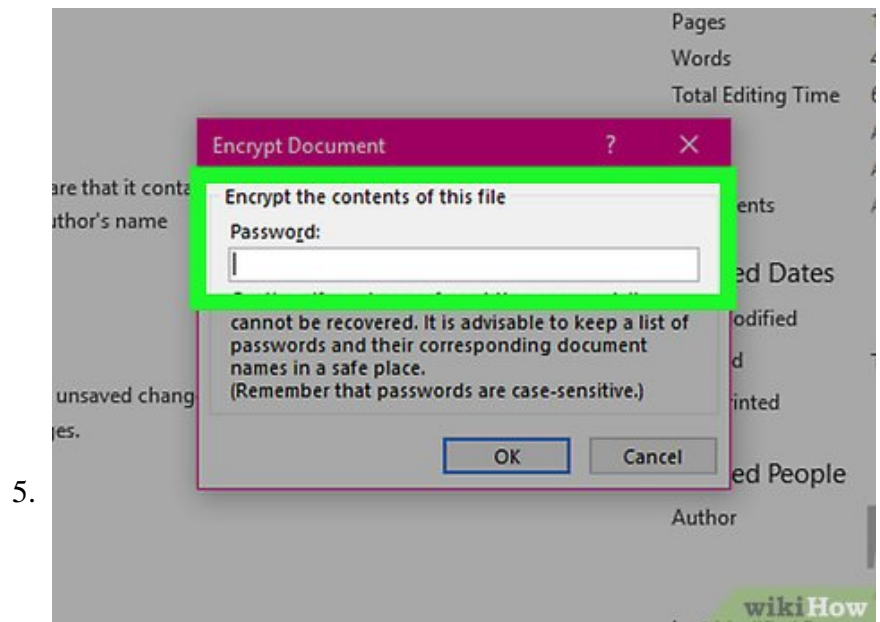 Pages
Words
Total Editing Time
Encrypt Document ? ×
are that it conta
thor's name
Encrypt the contents of this file
Password:
ents
ed Dates
cannot be recovered. It is advisable to keep a list of
passwords and their corresponding document
names in a safe place.
(Remember that passwords are case-sensitive.)
odified
d
rinted
unsaved chang
es.
OK Cancel
ed People
5.
Author
wikiHow